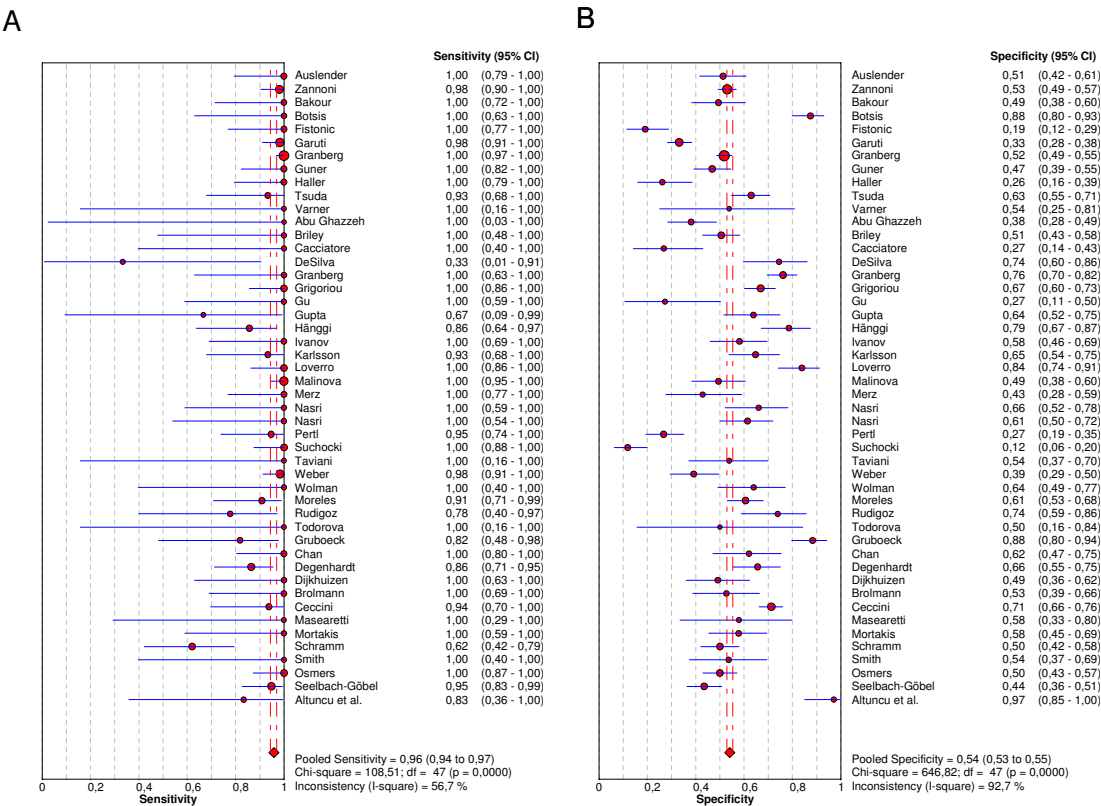 A
Sensitivity (95% CI)
Auslender 1,00 (0,79 - 1,00)
Zannoni 0,98 (0,90 - 1,00)
Bakour 1,00 (0,72 - 1,00)
Botsis 1,00 (0,63 - 1,00)
Fistonic 1,00 (0,77 - 1,00)
Garuti 0,98 (0,91 - 1,00)
Granberg 1,00 (0,97 - 1,00)
Guner 1,00 (0,82 - 1,00)
Haller 1,00 (0,79 - 1,00)
Tsuda 0,93 (0,68 - 1,00)
Varner 1,00 (0,16 - 1,00)
Abu Ghazzeh 1,00 (0,03 - 1,00)
Briley 1,00 (0,48 - 1,00)
Cacciatore 1,00 (0,40 - 1,00)
DeSilva 0,33 (0,01 - 0,91)
Granberg 1,00 (0,63 - 1,00)
Grigoriou 1,00 (0,86 - 1,00)
Gu 1,00 (0,59 - 1,00)
Gupta 0,67 (0,09 - 0,99)
Hänggi 0,86 (0,64 - 0,97)
Ivanov 1,00 (0,69 - 1,00)
Karlsson 0,93 (0,68 - 1,00)
Loverro 1,00 (0,86 - 1,00)
Malinova 1,00 (0,95 - 1,00)
Merz 1,00 (0,77 - 1,00)
Nasri 1,00 (0,59 - 1,00)
Nasri 1,00 (0,54 - 1,00)
Pertl 0,95 (0,74 - 1,00)
Suchocki 1,00 (0,88 - 1,00)
Taviani 1,00 (0,16 - 1,00)
Weber 0,98 (0,91 - 1,00)
Wolman 1,00 (0,40 - 1,00)
Moreles 0,91 (0,71 - 0,99)
Rudigoz 0,78 (0,40 - 0,97)
Todorova 1,00 (0,16 - 1,00)
Gruboeck 0,82 (0,48 - 0,98)
Chan 1,00 (0,80 - 1,00)
Degenhardt 0,86 (0,71 - 0,95)
Dijkhuizen 1,00 (0,63 - 1,00)
Brolmann 1,00 (0,69 - 1,00)
Ceccini 0,94 (0,70 - 1,00)
Masearetti 1,00 (0,29 - 1,00)
Mortakis 1,00 (0,59 - 1,00)
Schramm 0,62 (0,42 - 0,79)
Smith 1,00 (0,40 - 1,00)
Osmers 1,00 (0,87 - 1,00)
Seelbach-Göbel 0,95 (0,83 - 0,99)
Altuncu et al. 0,83 (0,36 - 1,00)
Pooled Sensitivity = 0,96 (0,94 to 0,97)
Chi-square = 108,51; df = 47 (p = 0,0000)
Inconsistency (I-square) = 56,7 %
0 0,2 0,4 0,6 0,8 1
Sensitivity
B
Specificity (95% CI)
Auslender 0,51 (0,42 - 0,61)
Zannoni 0,53 (0,49 - 0,57)
Bakour 0,49 (0,38 - 0,60)
Botsis 0,88 (0,80 - 0,93)
Fistonic 0,19 (0,12 - 0,29)
Garuti 0,33 (0,28 - 0,38)
Granberg 0,52 (0,49 - 0,55)
Guner 0,47 (0,39 - 0,55)
Haller 0,26 (0,16 - 0,39)
Tsuda 0,63 (0,55 - 0,71)
Varner 0,54 (0,25 - 0,81)
Abu Ghazzeh 0,38 (0,28 - 0,49)
Briley 0,51 (0,43 - 0,58)
Cacciatore 0,27 (0,14 - 0,43)
DeSilva 0,74 (0,60 - 0,86)
Granberg 0,76 (0,70 - 0,82)
Grigoriou 0,67 (0,60 - 0,73)
Gu 0,27 (0,11 - 0,50)
Gupta 0,64 (0,52 - 0,75)
Hänggi 0,79 (0,67 - 0,87)
Ivanov 0,58 (0,46 - 0,69)
Karlsson 0,65 (0,54 - 0,75)
Loverro 0,84 (0,74 - 0,91)
Malinova 0,49 (0,38 - 0,60)
Merz 0,43 (0,28 - 0,59)
Nasri 0,66 (0,52 - 0,78)
Nasri 0,61 (0,50 - 0,72)
Pertl 0,27 (0,19 - 0,35)
Suchocki 0,12 (0,06 - 0,20)
Taviani 0,54 (0,37 - 0,70)
Weber 0,39 (0,29 - 0,50)
Wolman 0,64 (0,49 - 0,77)
Moreles 0,61 (0,53 - 0,68)
Rudigoz 0,74 (0,59 - 0,86)
Todorova 0,50 (0,16 - 0,84)
Gruboeck 0,88 (0,80 - 0,94)
Chan 0,62 (0,47 - 0,75)
Degenhardt 0,66 (0,55 - 0,75)
Dijkhuizen 0,49 (0,36 - 0,62)
Brolmann 0,53 (0,39 - 0,66)
Ceccini 0,71 (0,66 - 0,76)
Masearetti 0,58 (0,33 - 0,80)
Mortakis 0,58 (0,45 - 0,69)
Schramm 0,50 (0,42 - 0,58)
Smith 0,54 (0,37 - 0,69)
Osmers 0,50 (0,43 - 0,57)
Seelbach-Göbel 0,44 (0,36 - 0,51)
Altuncu et al. 0,97 (0,85 - 1,00)
Pooled Specificity = 0,54 (0,53 to 0,55)
Chi-square = 646,82; df = 47 (p = 0,0000)
Inconsistency (I-square) = 92,7 %
0 0,2 0,4 0,6 0,8 1
Specificity